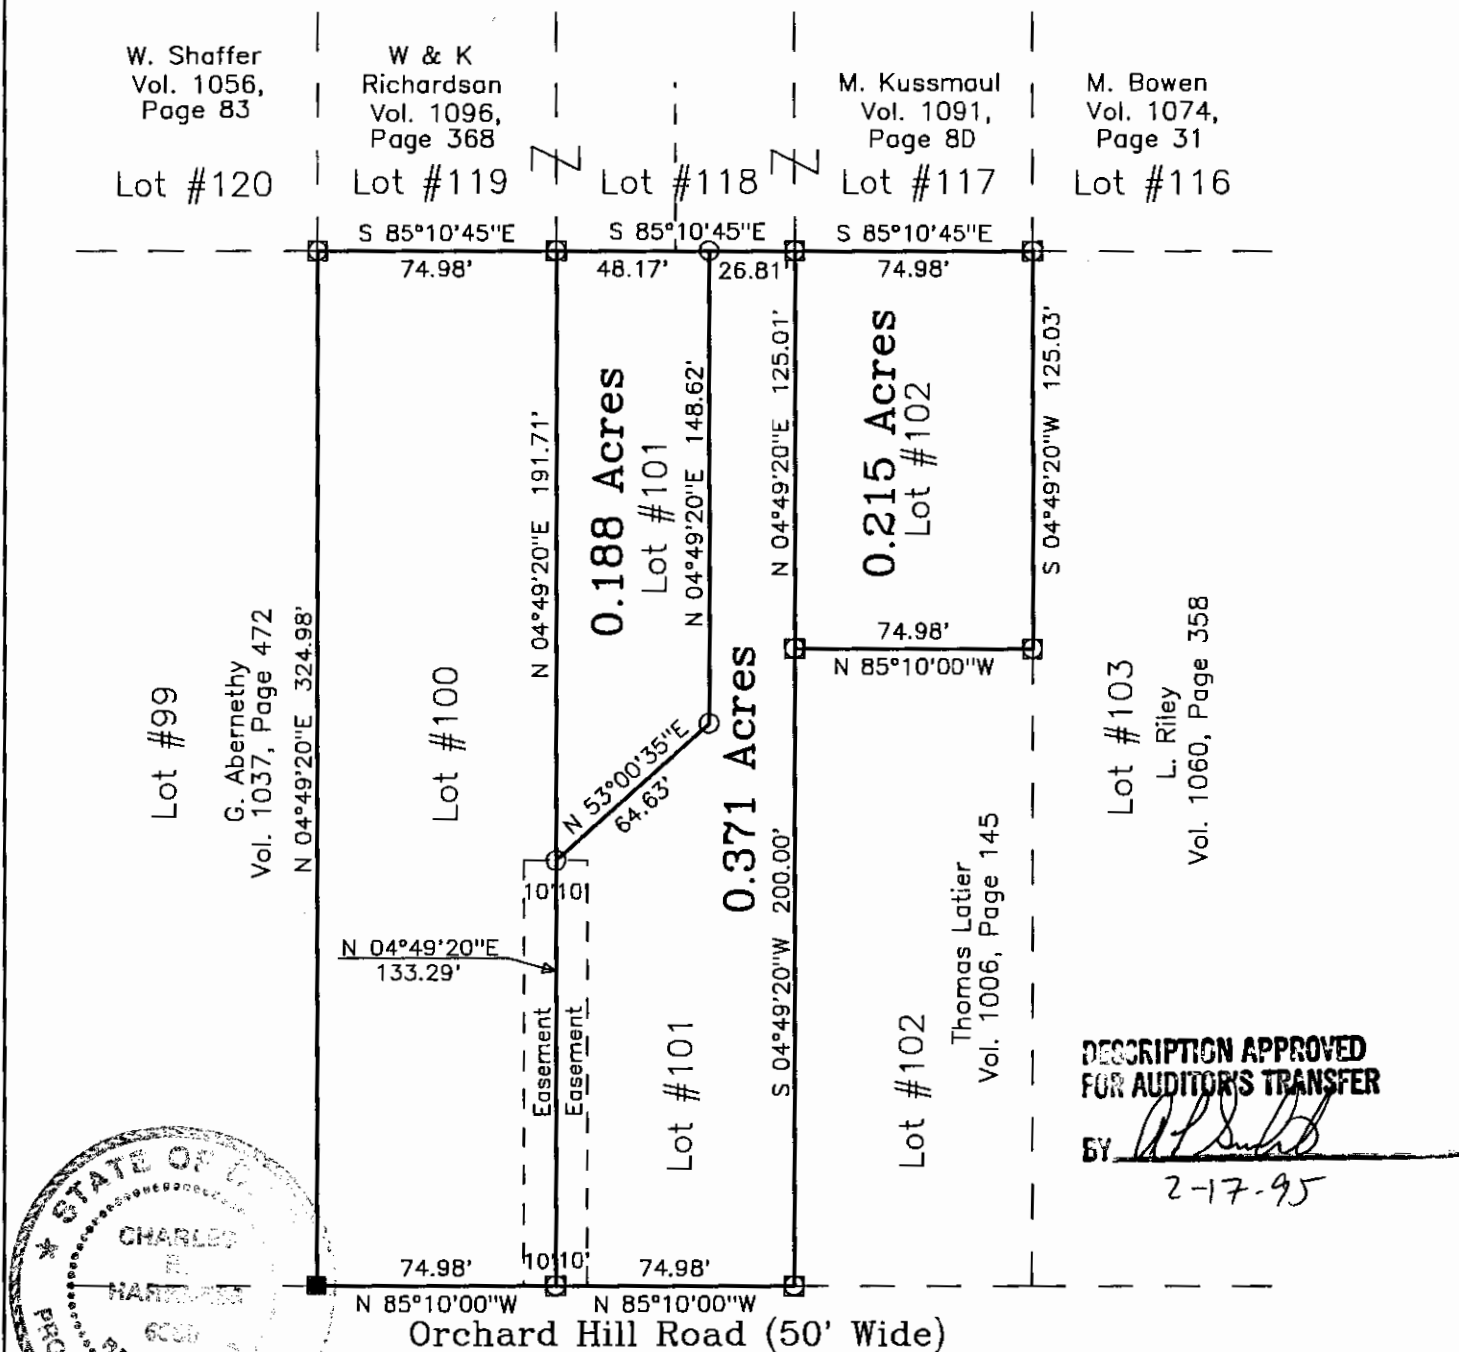 W. Shaffer
Vol. 1056,
Page 83
Lot #120
W & K
Richardson
Vol. 1096,
Page 368
Lot #119
Lot #118
M. Kussmaul
Vol. 1091,
Page 80
Lot #117
M. Bowen
Vol. 1074,
Page 31
Lot #116
S 85°10'45"E
74.98'
S 85°10'45"E
48.17'
26.81'
S 85°10'45"E
74.98'
Lot #99
G. Abernethy
Vol. 1037, Page 472
N 04°49'20"E 324.98'
Lot #100
N 04°49'20"E 191.71'
0.188 Acres
Lot #101
N 04°49'20"E 148.62'
N 04°49'20"E 125.01'
0.215 Acres
Lot #102
S 04°49'20"W 125.03'
74.98'
N 85°10'00"W
N 53°00'35"E
64.63'
0.371 Acres
S 04°49'20"W 200.00'
Lot #103
L. Riley
Vol. 1060, Page 358
10'
10'
N 04°49'20"E
133.29'
Easement
Easement
Lot #101
Lot #102
Thomas Latier
Vol. 1006, Page 145
DESCRIPTION APPROVED
FOR AUDITOR'S TRANSFER
BY
2-17-95
STATE OF
CHARLES
R.
74.98'
10'
10'
74.98'
N 85°10'00"W
N 85°10'00"W
Orchard Hill Road (50' Wide)